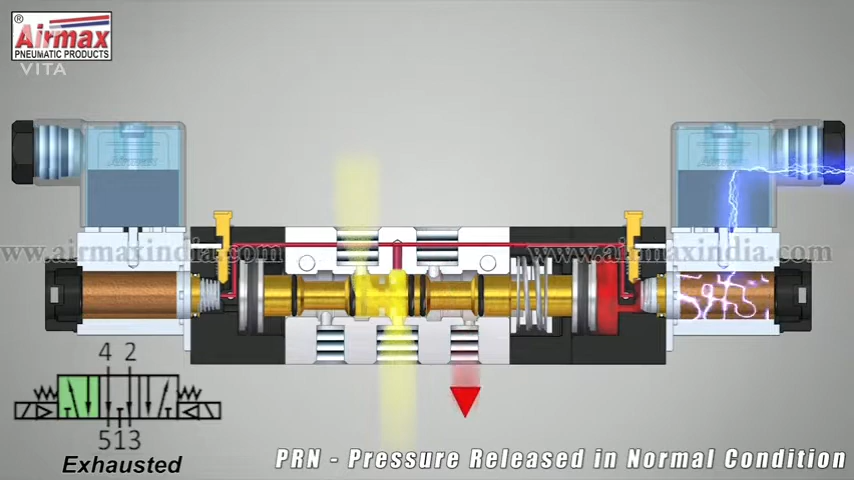 ®
Airmax
PNEUMATIC PRODUCTS
VITA
www.airmaxindia.com
www.airmaxindia.com
4 2
513
Exhausted
PRN - Pressure Released in Normal Condition